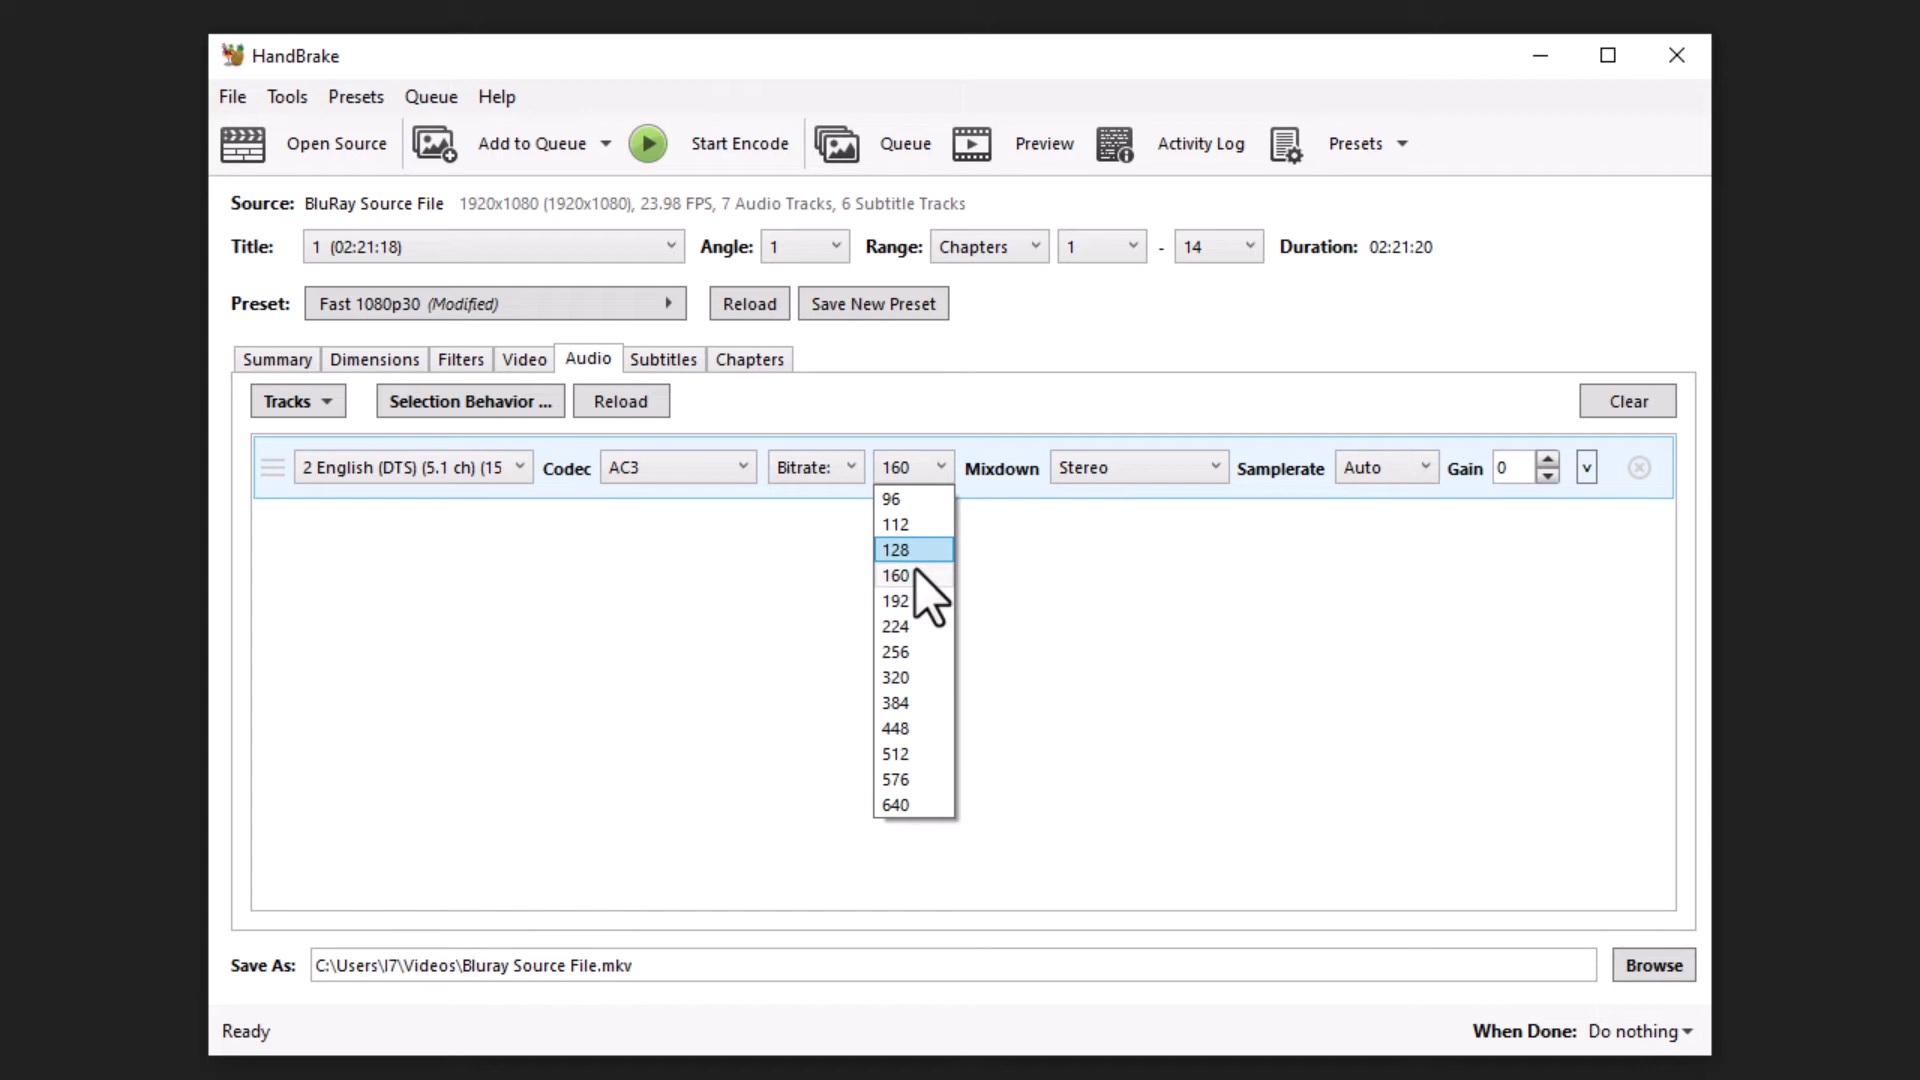 HandBrake
File Tools Presets Queue Help
Open Source Add to Queue Start Encode Queue Preview Activity Log Presets
Source: BluRay Source File 1920x1080 (1920x1080), 23.98 FPS, 7 Audio Tracks, 6 Subtitle Tracks
Title: 1 (02:21:18) Angle: 1 Range: Chapters 1 - 14 Duration: 02:21:20
Preset: Fast 1080p30 (Modified) Reload Save New Preset
Summary Dimensions Filters Video Audio Subtitles Chapters
Tracks Selection Behavior ... Reload Clear
2 English (DTS) (5.1 ch) (15 Codec AC3 Bitrate: 160 Mixdown Stereo Samplerate Auto Gain 0 v
96
112
128
160
192
224
256
320
384
448
512
576
640
Save As: C:\Users\I7\Videos\Bluray Source File.mkv Browse
Ready When Done: Do nothing